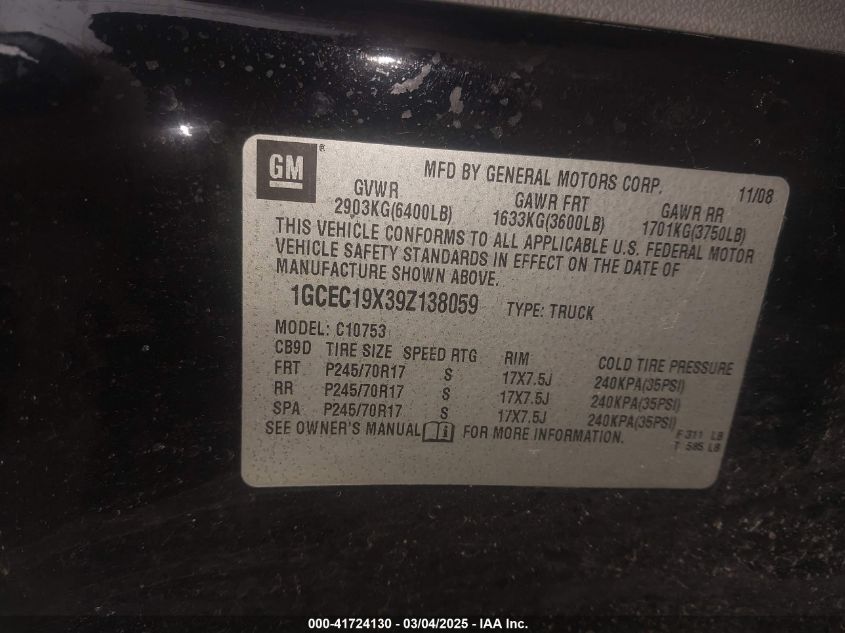 GM®
MFD BY GENERAL MOTORS CORP. 11/08
GVWR GAWR FRT GAWR RR
2903KG(6400LB) 1633KG(3600LB) 1701KG(3750LB)
THIS VEHICLE CONFORMS TO ALL APPLICABLE U.S. FEDERAL MOTOR
VEHICLE SAFETY STANDARDS IN EFFECT ON THE DATE OF
MANUFACTURE SHOWN ABOVE.
1GCEC19X39Z138059 TYPE: TRUCK
MODEL: C10753
CB9D TIRE SIZE SPEED RTG RIM COLD TIRE PRESSURE
FRT P245/70R17 S 17X7.5J 240KPA(35PSI)
RR P245/70R17 S 17X7.5J 240KPA(35PSI)
SPA P245/70R17 S 17X7.5J 240KPA(35PSI)
SEE OWNER'S MANUAL i FOR MORE INFORMATION.
F 311 LB
T 585 LB
000-41724130 - 03/04/2025 - IAA Inc.